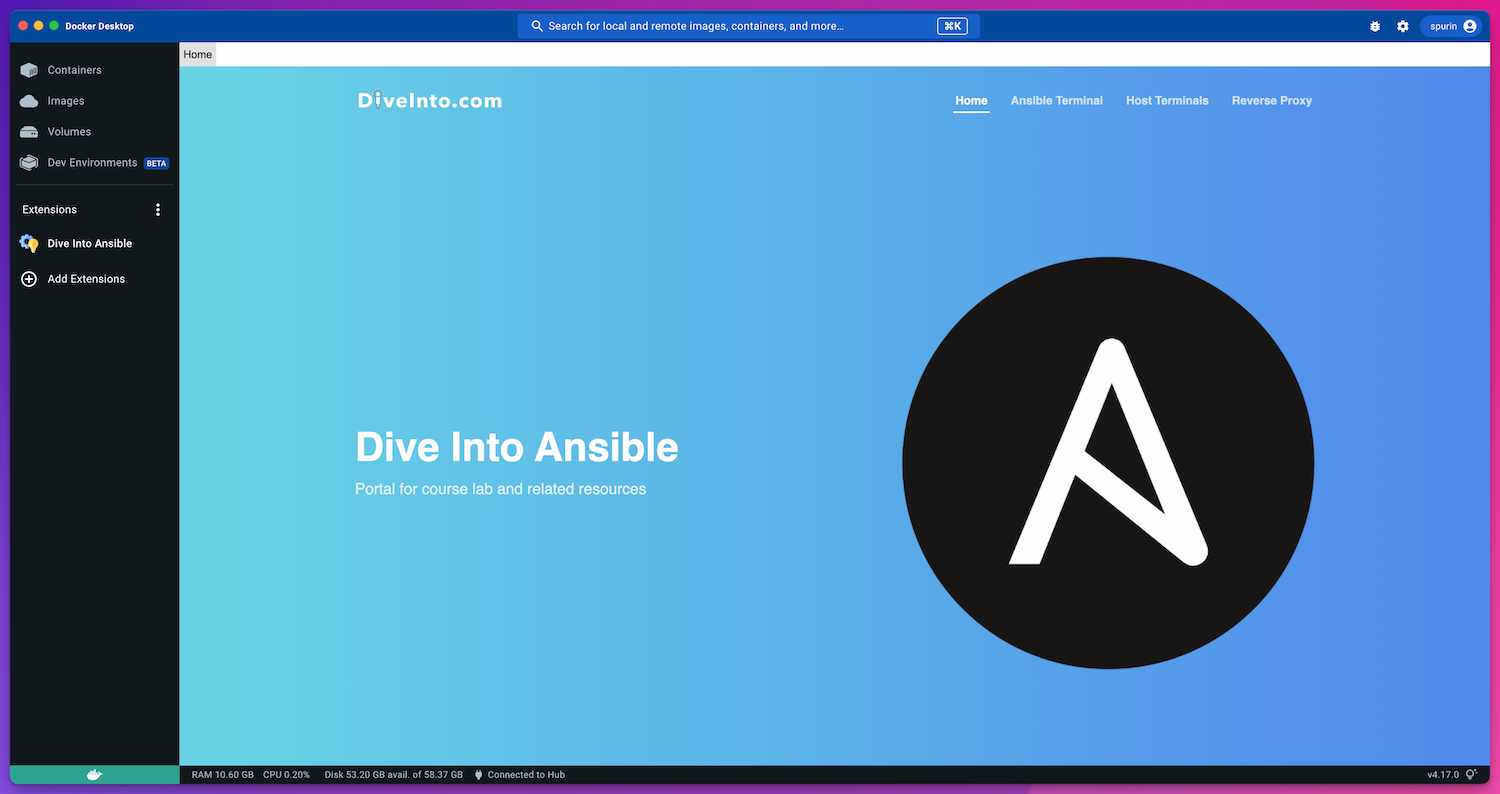 Docker Desktop
Search for local and remote images, containers, and more...
⌘K
spurin
Containers
Images
Volumes
Dev Environments BETA
Extensions
Dive Into Ansible
Add Extensions
Home
DiveInto.com
Home Ansible Terminal Host Terminals Reverse Proxy
Dive Into Ansible
Portal for course lab and related resources
RAM 10.60 GB CPU 0.20% Disk 53.20 GB avail. of 58.37 GB Connected to Hub
v4.17.0